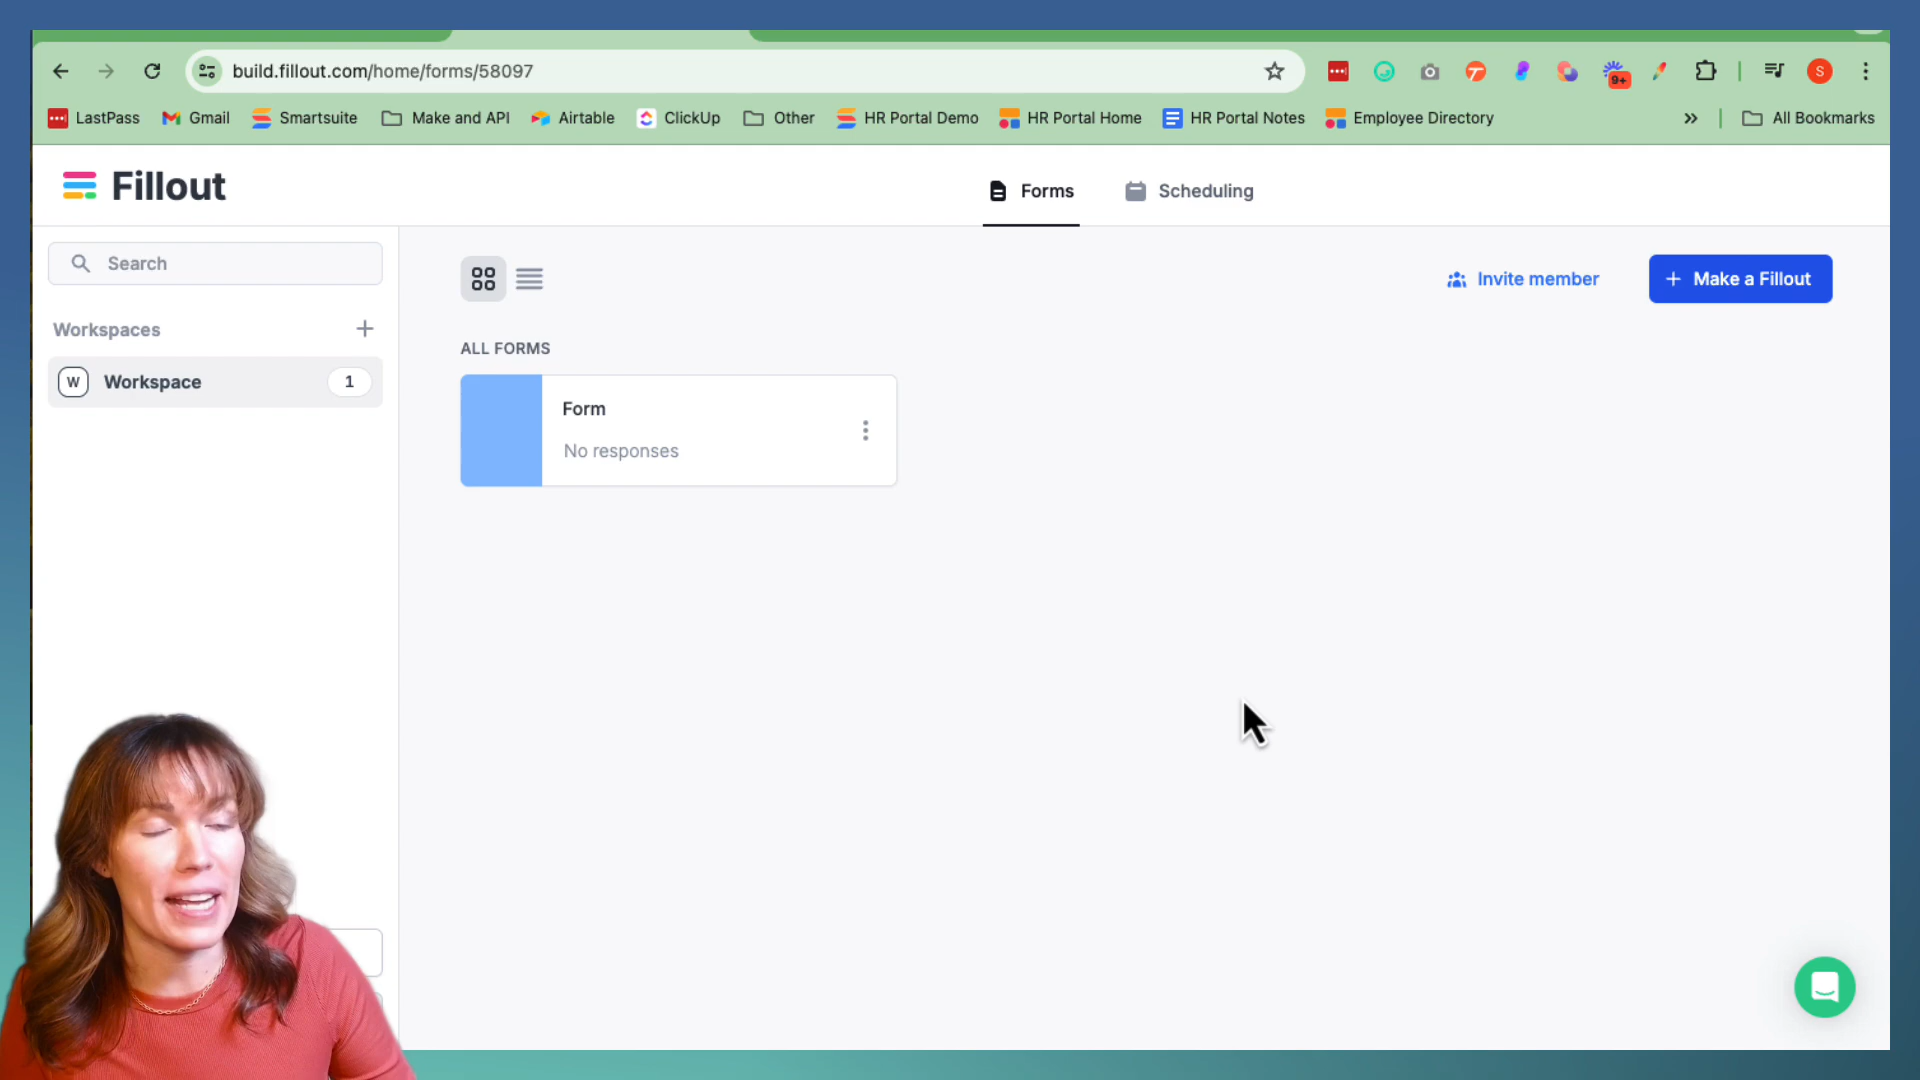 build.fillout.com/home/forms/58097
9+
S
LastPass Gmail Smartsuite Make and API Airtable ClickUp Other HR Portal Demo HR Portal Home HR Portal Notes Employee Directory » All Bookmarks
Fillout
Forms Scheduling
Search
Invite member + Make a Fillout
Workspaces +
ALL FORMS
W Workspace 1
Form
No responses